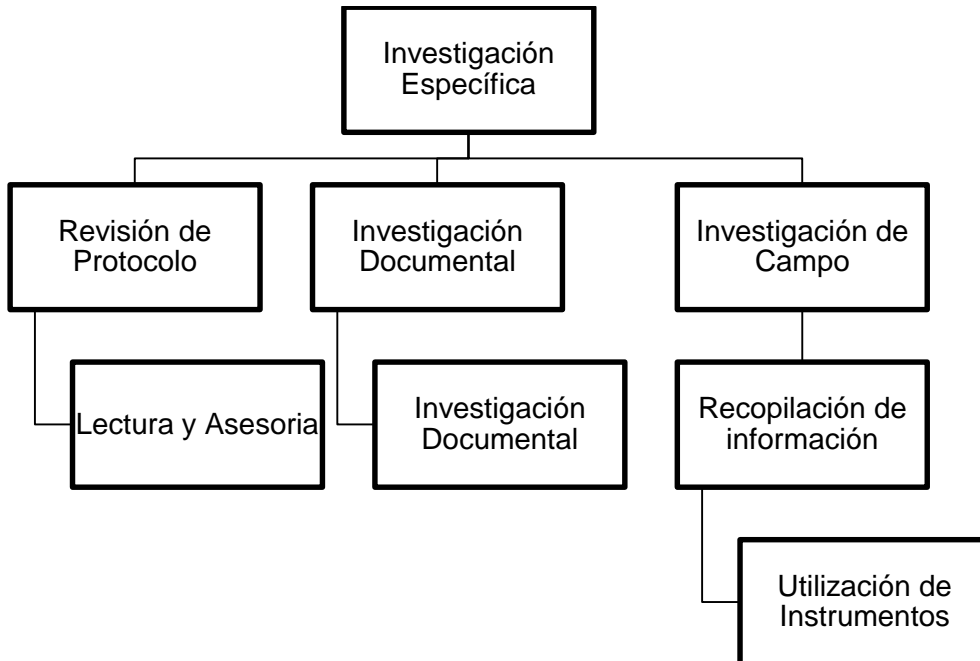 Investigación
Específica
Revisión de
Protocolo
Investigación
Documental
Investigación de
Campo
Lectura y Asesoria
Investigación
Documental
Recopilación de
información
Utilización de
Instrumentos